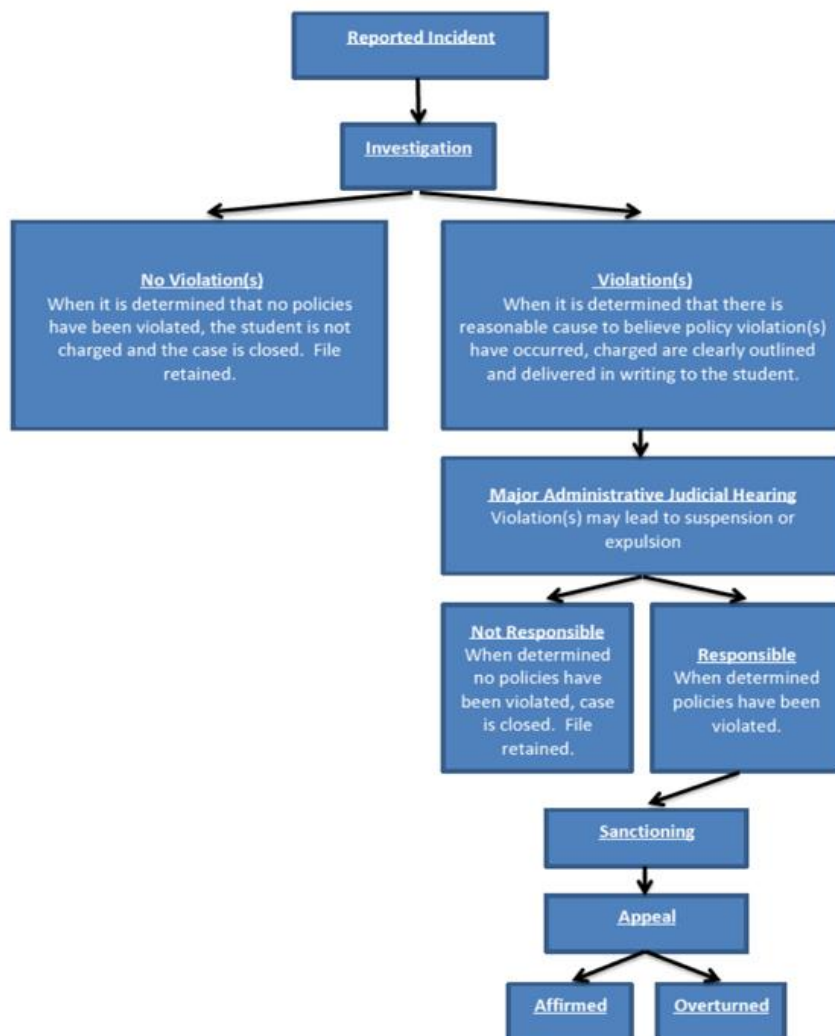 Reported Incident
Investigation
No Violation(s)
When it is determined that no policies
have been violated, the student is not
charged and the case is closed.  File
retained.
Violation(s)
When it is determined that there is
reasonable cause to believe policy violation(s)
have occurred, charged are clearly outlined
and delivered in writing to the student.
Major Administrative Judicial Hearing
Violation(s) may lead to suspension or
expulsion
Not Responsible
When determined
no policies have
been violated, case
is closed.  File
retained.
Responsible
When determined
policies have been
violated.
Sanctioning
Appeal
Affirmed
Overturned